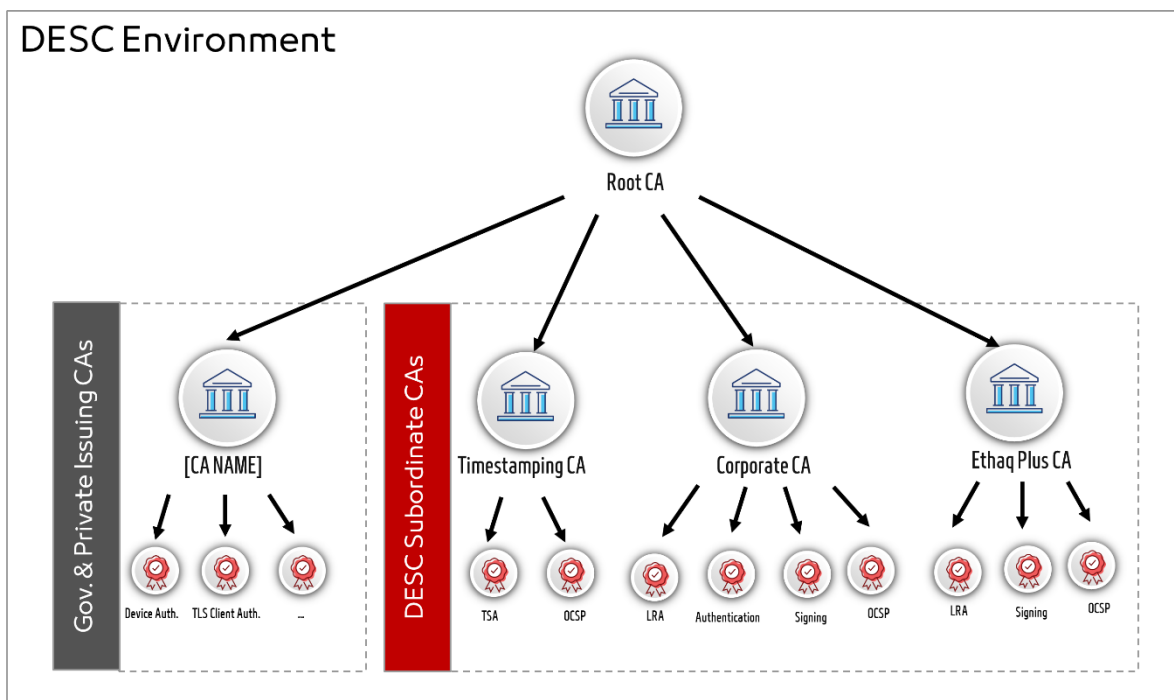 DESC Environment
Root CA
Gov. & Private Issuing CAs
[CA NAME]
Device Auth.
TLS Client Auth.
...
DESC Subordinate CAs
Timestamping CA
TSA
OCSP
Corporate CA
LRA
Authentication
Signing
OCSP
Ethaq Plus CA
LRA
Signing
OCSP